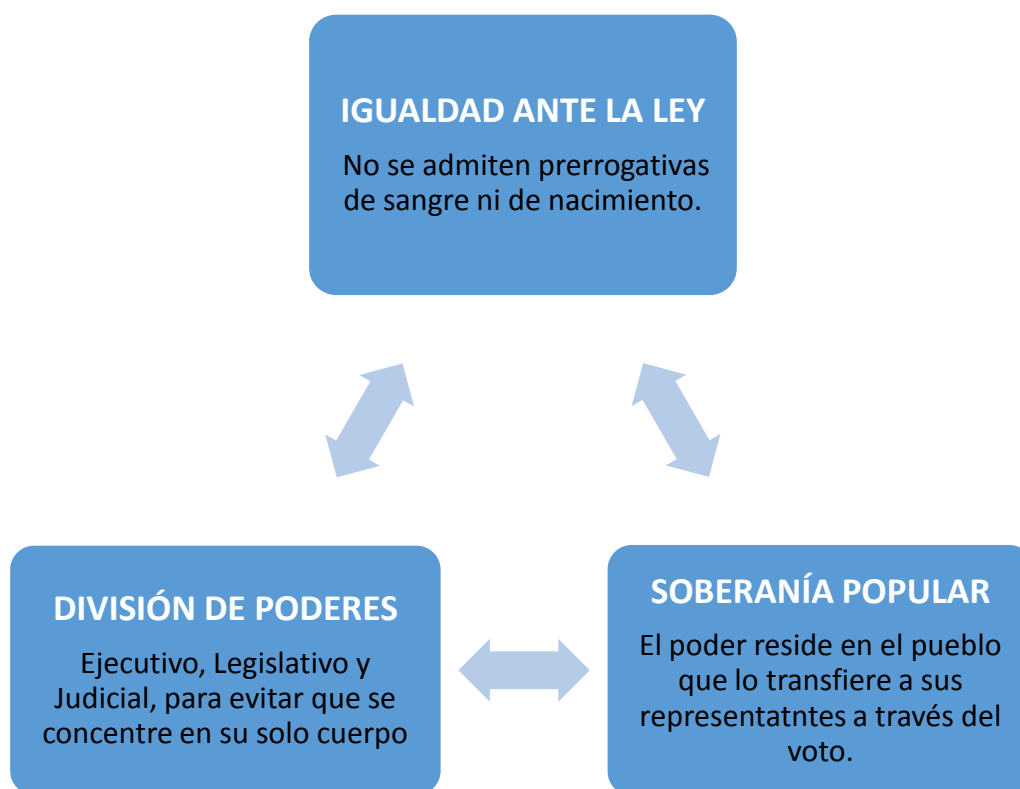 IGUALDAD ANTE LA LEY
No se admiten prerrogativas
de sangre ni de nacimiento.
DIVISIÓN DE PODERES
Ejecutivo, Legislativo y
Judicial, para evitar que se
concentre en su solo cuerpo
SOBERANÍA POPULAR
El poder reside en el pueblo
que lo transfiere a sus
representatntes a través del
voto.